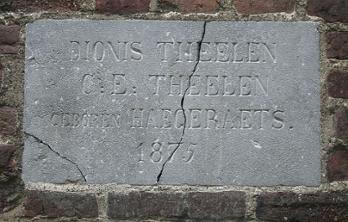 DIONIS THEELEN
C. E. THEELEN
GEBOREN HAEGERAETS.
1875